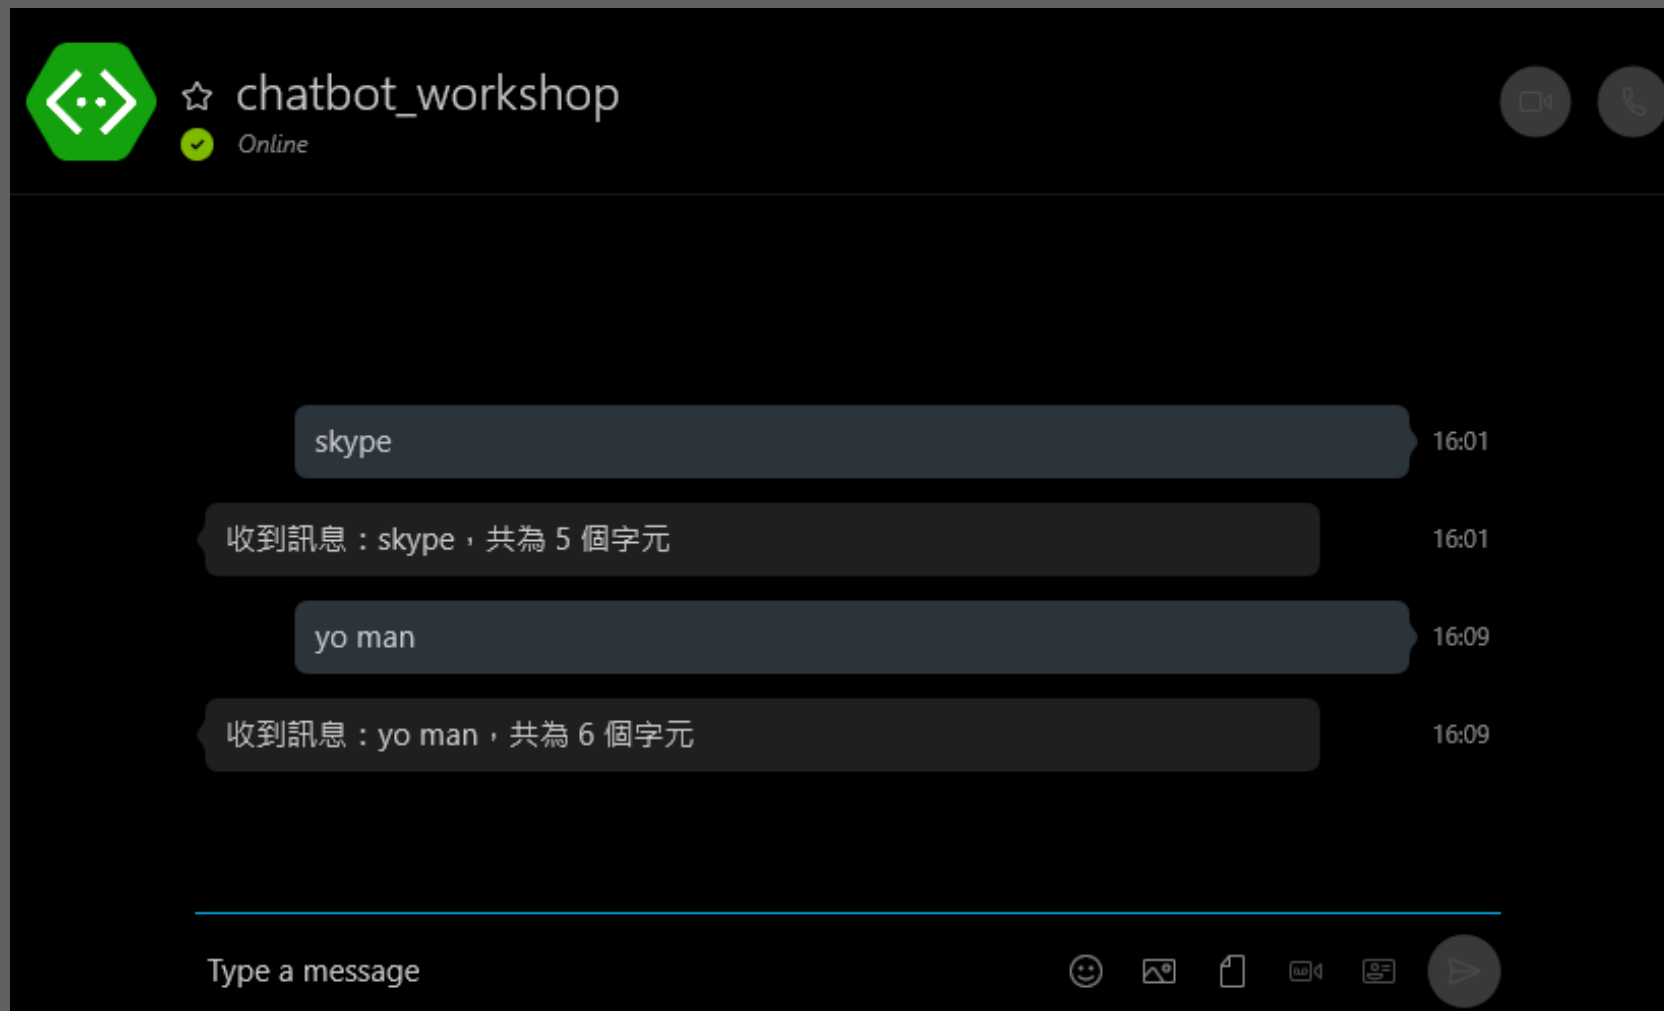 chatbot_workshop
Online
skype 16:01
收到訊息：skype，共為 5 個字元 16:01
yo man 16:09
收到訊息：yo man，共為 6 個字元 16:09
Type a message